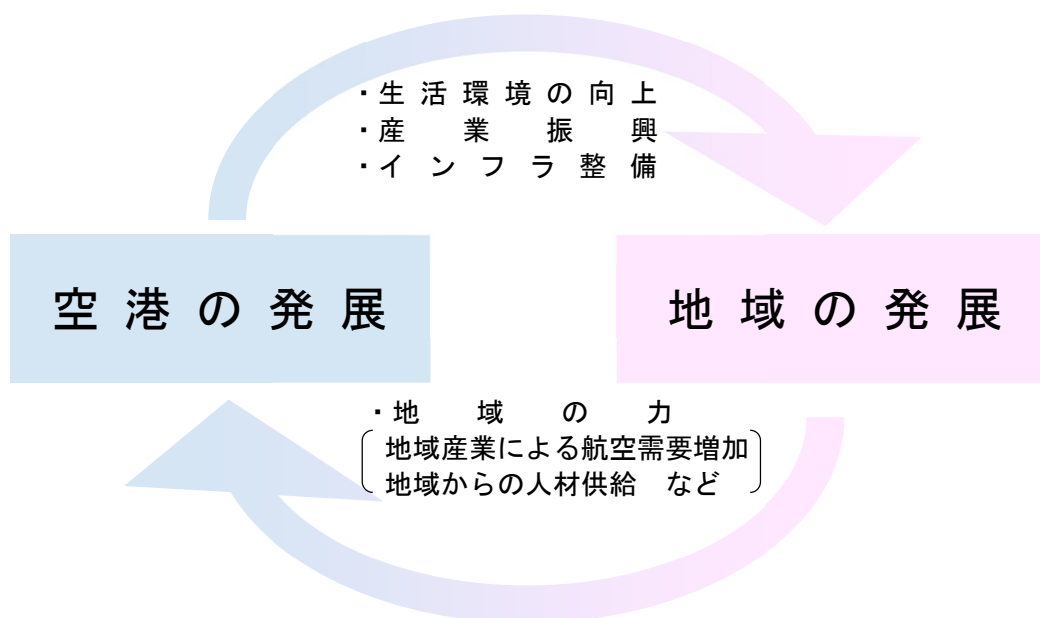 ・生活環境の向上
・産業振興
・インフラ整備
空港の発展
地域の発展
・地域の力
地域産業による航空需要増加
地域からの人材供給　など